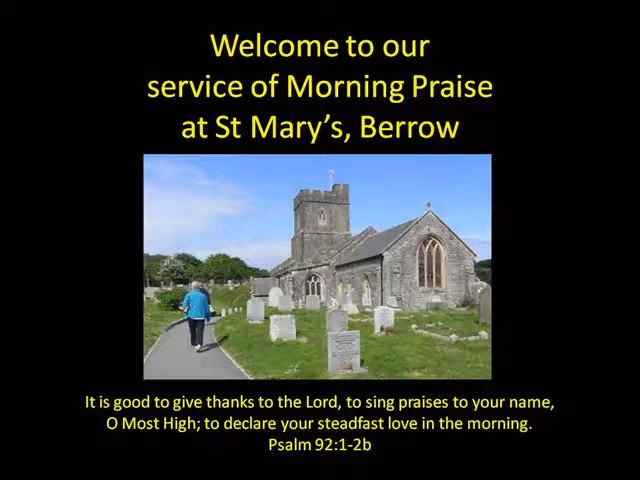 Welcome to our
service of Morning Praise
at St Mary's, Berrow
It is good to give thanks to the Lord, to sing praises to your name,
O Most High; to declare your steadfast love in the morning.
Psalm 92:1-2b